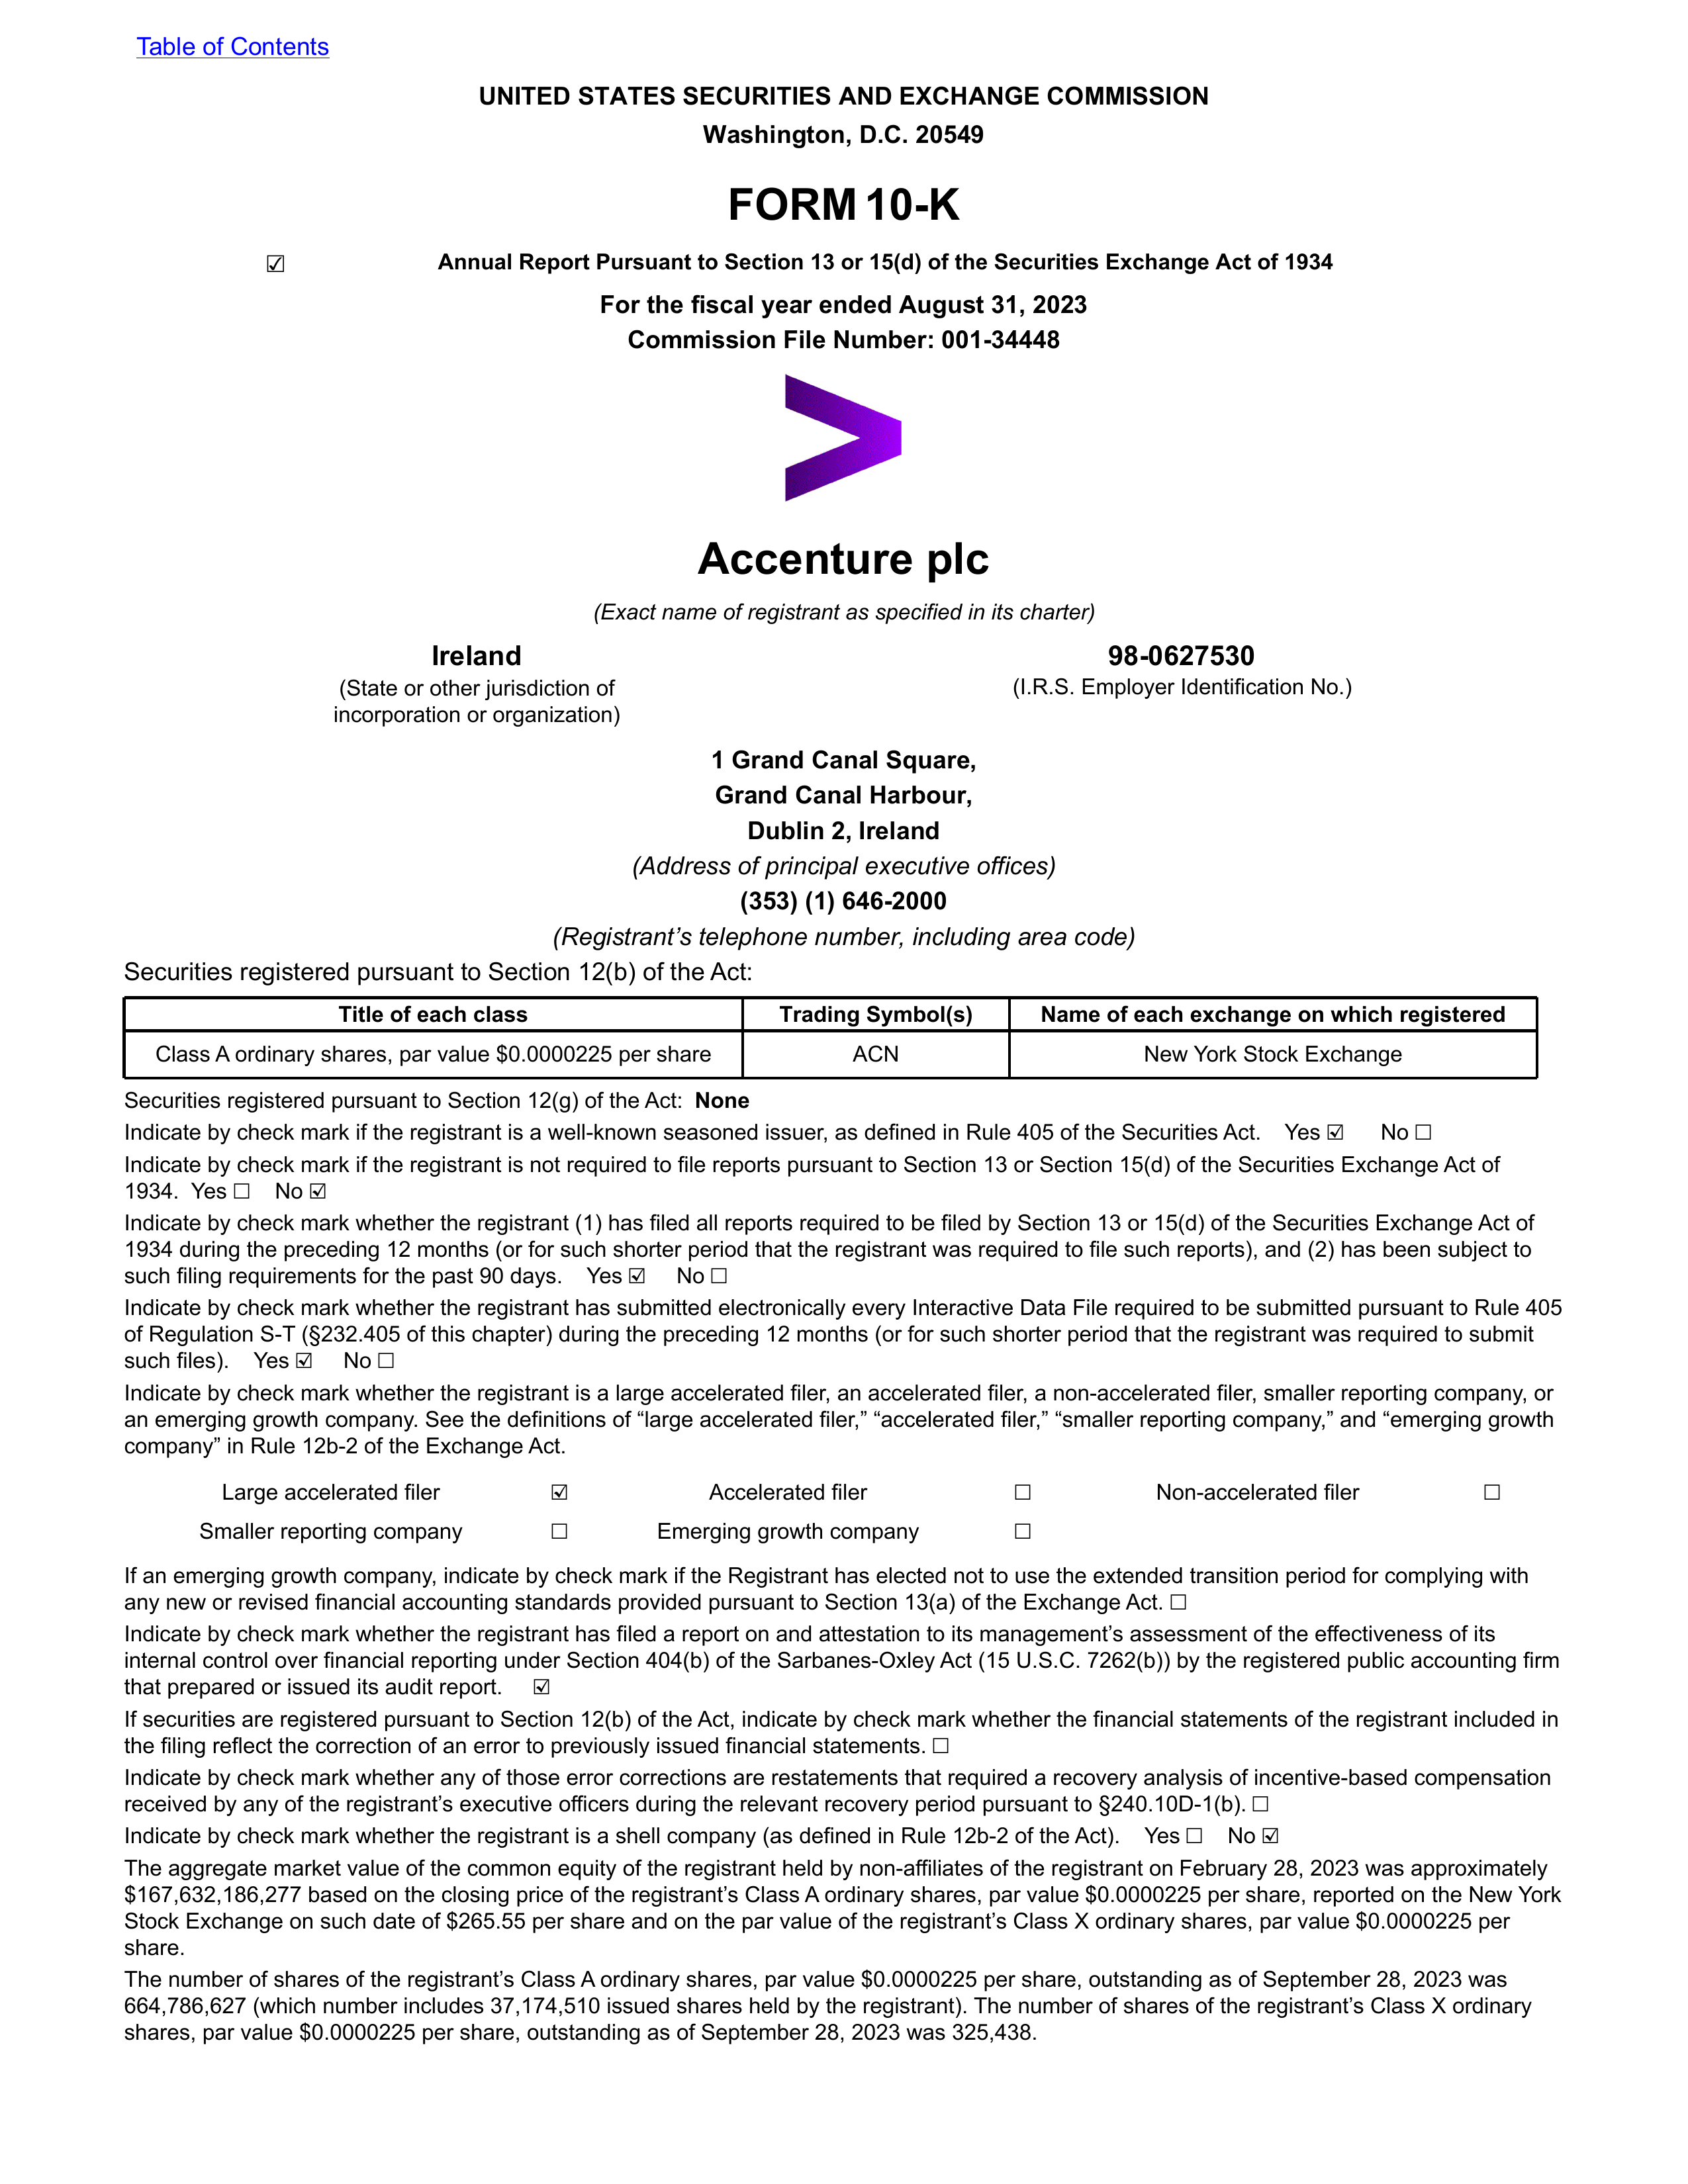 Table of Contents
UNITED STATES SECURITIES AND EXCHANGE COMMISSION
Washington, D.C. 20549
FORM 10-K
☑ Annual Report Pursuant to Section 13 or 15(d) of the Securities Exchange Act of 1934
For the fiscal year ended August 31, 2023
Commission File Number: 001-34448
Accenture plc
(Exact name of registrant as specified in its charter)
Ireland 98-0627530
(State or other jurisdiction of (I.R.S. Employer Identification No.)
incorporation or organization)
1 Grand Canal Square,
Grand Canal Harbour,
Dublin 2, Ireland
(Address of principal executive offices)
(353) (1) 646-2000
(Registrant’s telephone number, including area code)
Securities registered pursuant to Section 12(b) of the Act:
Title of each class Trading Symbol(s) Name of each exchange on which registered
Class A ordinary shares, par value $0.0000225 per share ACN New York Stock Exchange
Securities registered pursuant to Section 12(g) of the Act: None
Indicate by check mark if the registrant is a well-known seasoned issuer, as defined in Rule 405 of the Securities Act. Yes ☑ No ☐
Indicate by check mark if the registrant is not required to file reports pursuant to Section 13 or Section 15(d) of the Securities Exchange Act of
1934. Yes ☐ No ☑
Indicate by check mark whether the registrant (1) has filed all reports required to be filed by Section 13 or 15(d) of the Securities Exchange Act of
1934 during the preceding 12 months (or for such shorter period that the registrant was required to file such reports), and (2) has been subject to
such filing requirements for the past 90 days. Yes ☑ No ☐
Indicate by check mark whether the registrant has submitted electronically every Interactive Data File required to be submitted pursuant to Rule 405
of Regulation S-T (§232.405 of this chapter) during the preceding 12 months (or for such shorter period that the registrant was required to submit
such files). Yes ☑ No ☐
Indicate by check mark whether the registrant is a large accelerated filer, an accelerated filer, a non-accelerated filer, smaller reporting company, or
an emerging growth company. See the definitions of “large accelerated filer,” “accelerated filer,” “smaller reporting company,” and “emerging growth
company” in Rule 12b-2 of the Exchange Act.
Large accelerated filer ☑ Accelerated filer ☐ Non-accelerated filer ☐
Smaller reporting company ☐ Emerging growth company ☐
If an emerging growth company, indicate by check mark if the Registrant has elected not to use the extended transition period for complying with
any new or revised financial accounting standards provided pursuant to Section 13(a) of the Exchange Act. ☐
Indicate by check mark whether the registrant has filed a report on and attestation to its management’s assessment of the effectiveness of its
internal control over financial reporting under Section 404(b) of the Sarbanes-Oxley Act (15 U.S.C. 7262(b)) by the registered public accounting firm
that prepared or issued its audit report. ☑
If securities are registered pursuant to Section 12(b) of the Act, indicate by check mark whether the financial statements of the registrant included in
the filing reflect the correction of an error to previously issued financial statements. ☐
Indicate by check mark whether any of those error corrections are restatements that required a recovery analysis of incentive-based compensation
received by any of the registrant’s executive officers during the relevant recovery period pursuant to §240.10D-1(b). ☐
Indicate by check mark whether the registrant is a shell company (as defined in Rule 12b-2 of the Act). Yes ☐ No ☑
The aggregate market value of the common equity of the registrant held by non-affiliates of the registrant on February 28, 2023 was approximately
$167,632,186,277 based on the closing price of the registrant’s Class A ordinary shares, par value $0.0000225 per share, reported on the New York
Stock Exchange on such date of $265.55 per share and on the par value of the registrant’s Class X ordinary shares, par value $0.0000225 per
share.
The number of shares of the registrant’s Class A ordinary shares, par value $0.0000225 per share, outstanding as of September 28, 2023 was
664,786,627 (which number includes 37,174,510 issued shares held by the registrant). The number of shares of the registrant’s Class X ordinary
shares, par value $0.0000225 per share, outstanding as of September 28, 2023 was 325,438.